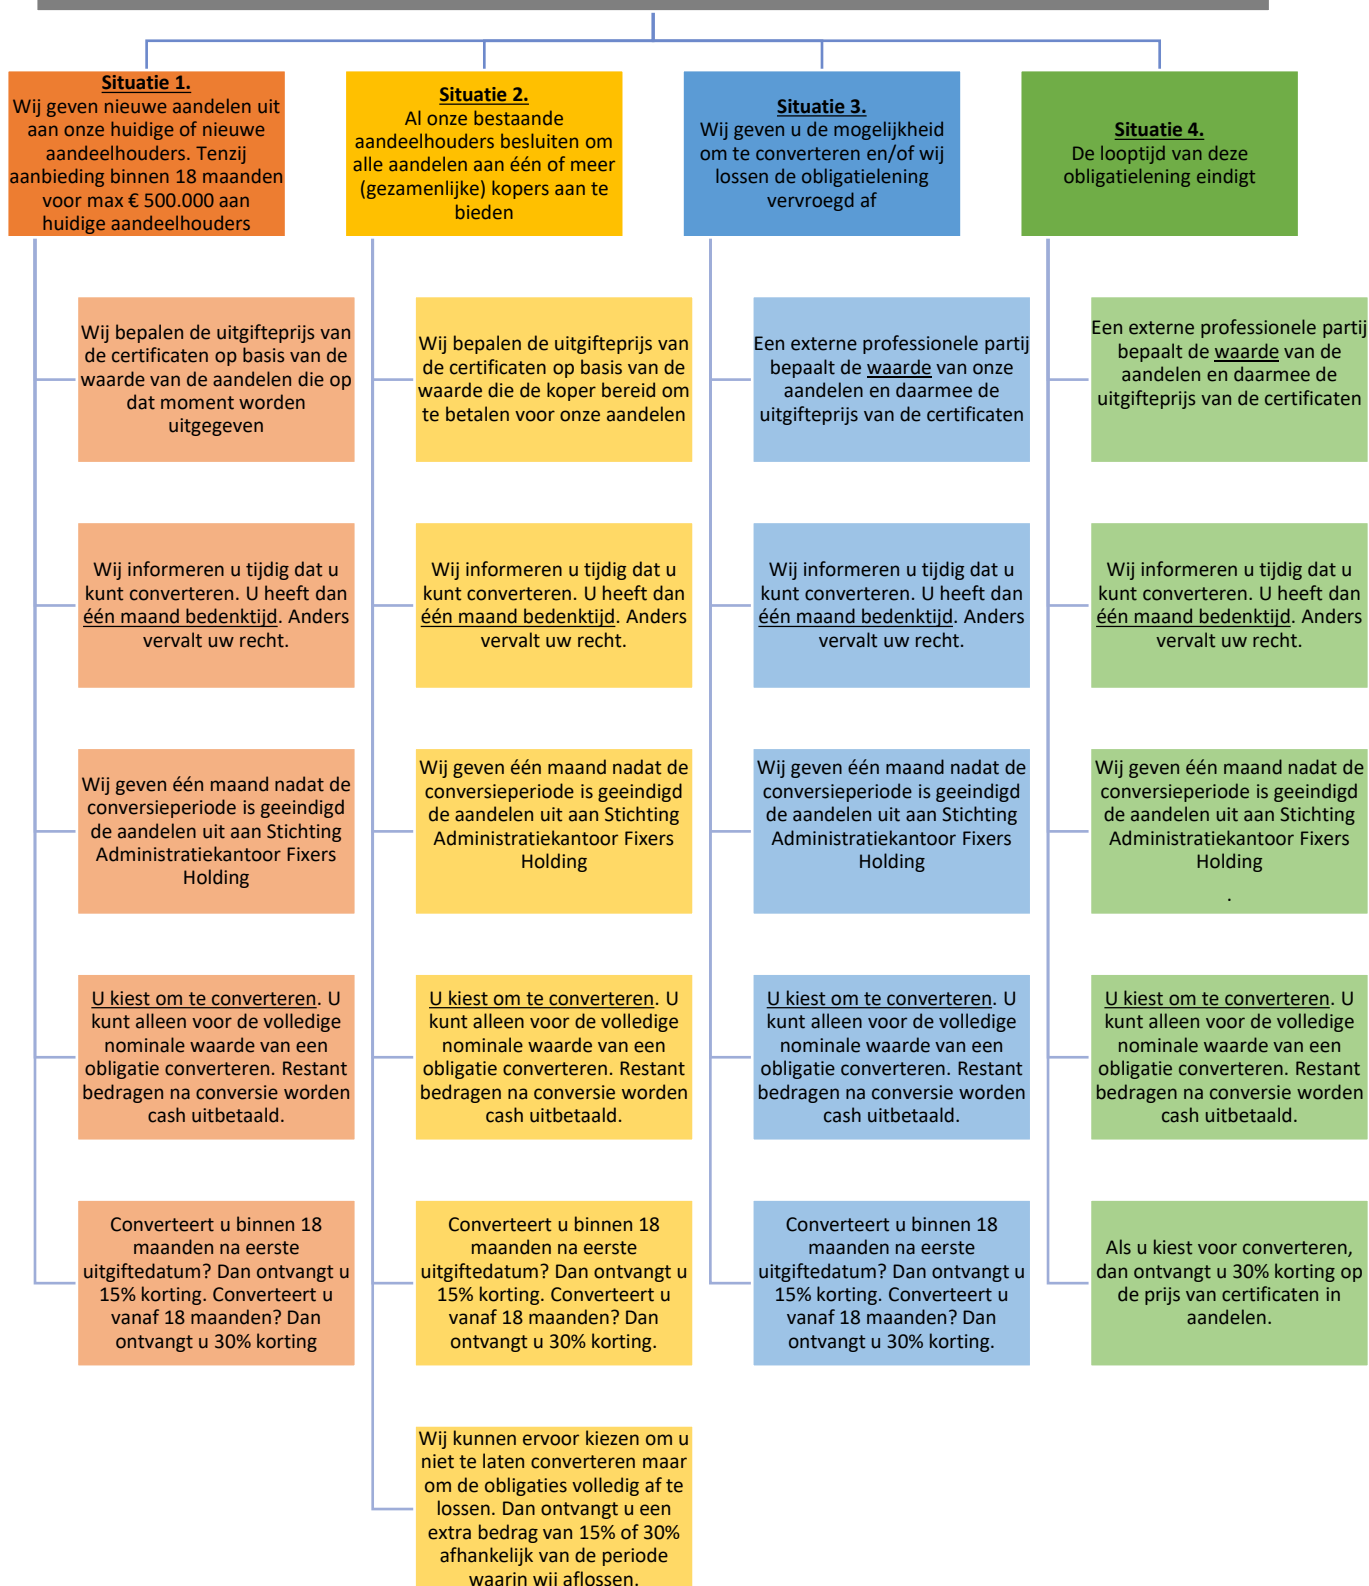 Situatie 1.
Wij geven nieuwe aandelen uit
aan onze huidige of nieuwe
aandeelhouders. Tenzij
aanbieding binnen 18 maanden
voor max € 500.000 aan
huidige aandeelhouders
Wij bepalen de uitgifteprijs van
de certificaten op basis van de
waarde van de aandelen die op
dat moment worden
uitgegeven
Wij informeren u tijdig dat u
kunt converteren. U heeft dan
één maand bedenktijd. Anders
vervalt uw recht.
Wij geven één maand nadat de
conversieperiode is geeindigd
de aandelen uit aan Stichting
Administratiekantoor Fixers
Holding
U kiest om te converteren. U
kunt alleen voor de volledige
nominale waarde van een
obligatie converteren. Restant
bedragen na conversie worden
cash uitbetaald.
Converteert u binnen 18
maanden na eerste
uitgiftedatum? Dan ontvangt u
15% korting. Converteert u
vanaf 18 maanden? Dan
ontvangt u 30% korting
Situatie 2.
Al onze bestaande
aandeelhouders besluiten om
alle aandelen aan één of meer
(gezamenlijke) kopers aan te
bieden
Wij bepalen de uitgifteprijs van
de certificaten op basis van de
waarde die de koper bereid om
te betalen voor onze aandelen
Wij informeren u tijdig dat u
kunt converteren. U heeft dan
één maand bedenktijd. Anders
vervalt uw recht.
Wij geven één maand nadat de
conversieperiode is geeindigd
de aandelen uit aan Stichting
Administratiekantoor Fixers
Holding
U kiest om te converteren. U
kunt alleen voor de volledige
nominale waarde van een
obligatie converteren. Restant
bedragen na conversie worden
cash uitbetaald.
Converteert u binnen 18
maanden na eerste
uitgiftedatum? Dan ontvangt u
15% korting. Converteert u
vanaf 18 maanden? Dan
ontvangt u 30% korting.
Wij kunnen ervoor kiezen om u
niet te laten converteren maar
om de obligaties volledig af te
lossen. Dan ontvangt u een
extra bedrag van 15% of 30%
afhankelijk van de periode
waarin wij aflossen.
Situatie 3.
Wij geven u de mogelijkheid
om te converteren en/of wij
lossen de obligatielening
vervroegd af
Een externe professionele partij
bepaalt de waarde van onze
aandelen en daarmee de
uitgifteprijs van de certificaten
Wij informeren u tijdig dat u
kunt converteren. U heeft dan
één maand bedenktijd. Anders
vervalt uw recht.
Wij geven één maand nadat de
conversieperiode is geeindigd
de aandelen uit aan Stichting
Administratiekantoor Fixers
Holding
U kiest om te converteren. U
kunt alleen voor de volledige
nominale waarde van een
obligatie converteren. Restant
bedragen na conversie worden
cash uitbetaald.
Converteert u binnen 18
maanden na eerste
uitgiftedatum? Dan ontvangt u
15% korting. Converteert u
vanaf 18 maanden? Dan
ontvangt u 30% korting.
Situatie 4.
De looptijd van deze
obligatielening eindigt
Een externe professionele partij
bepaalt de waarde van de
aandelen en daarmee de
uitgifteprijs van de certificaten
Wij informeren u tijdig dat u
kunt converteren. U heeft dan
één maand bedenktijd. Anders
vervalt uw recht.
Wij geven één maand nadat de
conversieperiode is geeindigd
de aandelen uit aan Stichting
Administratiekantoor Fixers
Holding
.
U kiest om te converteren. U
kunt alleen voor de volledige
nominale waarde van een
obligatie converteren. Restant
bedragen na conversie worden
cash uitbetaald.
Als u kiest voor converteren,
dan ontvangt u 30% korting op
de prijs van certificaten in
aandelen.